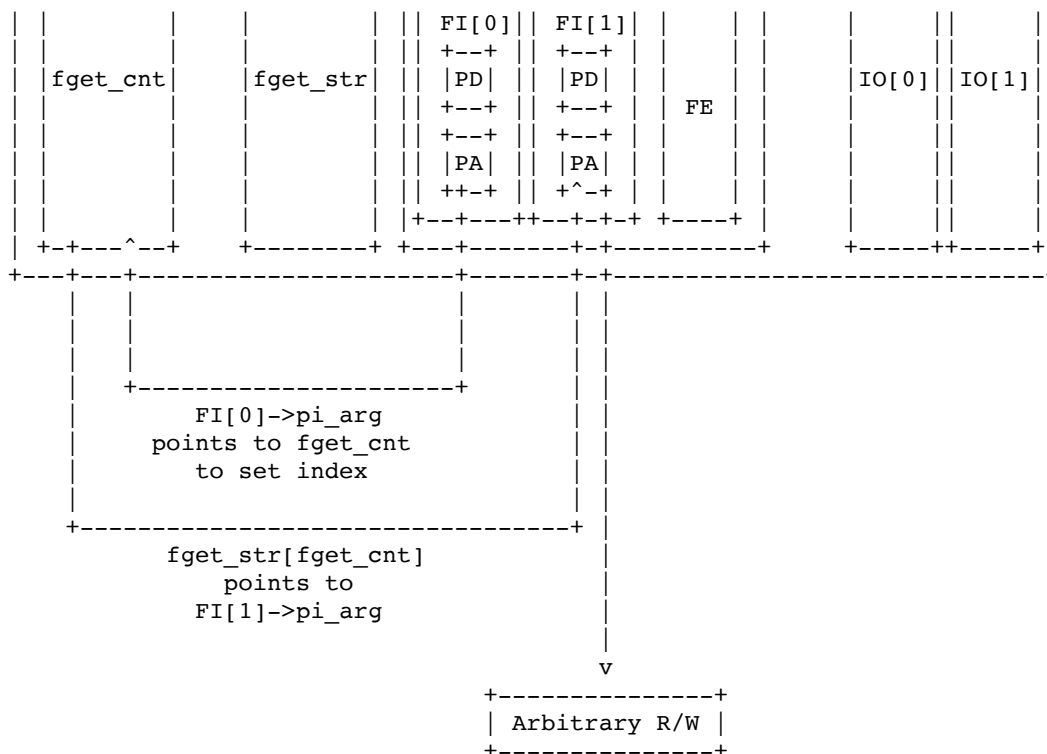 FI[0] FI[1]
fget_cnt fget_str PD PD IO[0] IO[1]
FE
PA PA
FI[0]->pi_arg
points to fget_cnt
to set index
fget_str[fget_cnt]
points to
FI[1]->pi_arg
v
Arbitrary R/W